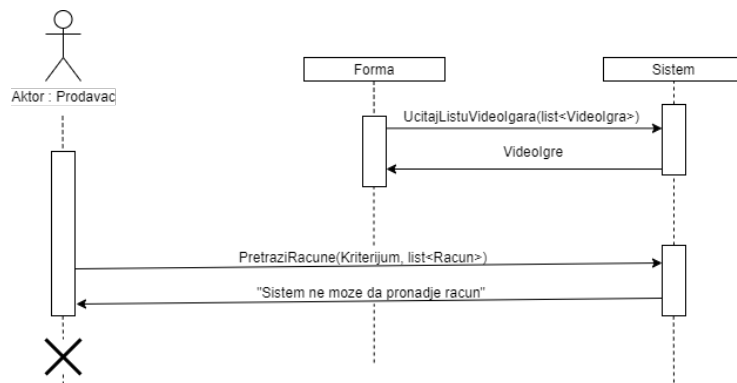 Forma
Sistem
Aktor : Prodavac
UcitajListuVideoIgara(list<VideoIgra>)
VideoIgre
PretraziRacune(Kriterijum, list<Racun>)
"Sistem ne moze da pronadje racun"